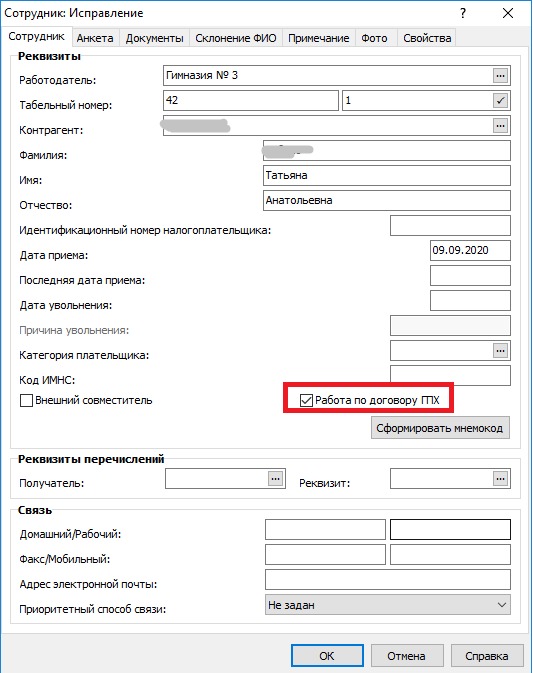 Сотрудник: Исправление
Сотрудник Анкета Документы Склонение ФИО Примечание Фото Свойства
Реквизиты
Работодатель: Гимназия № 3 ...
Табельный номер: 42 1
Контрагент: ...
Фамилия:
Имя: Татьяна
Отчество: Анатольевна
Идентификационный номер налогоплательщика:
Дата приема: 09.09.2020
Последняя дата приема:
Дата увольнения:
Причина увольнения:
Категория плательщика: ...
Код ИМНС:
Внешний совместитель Работа по договору ГПХ
Сформировать мнемокод
Реквизиты перечислений
Получатель: ... Реквизит: ...
Связь
Домашний/Рабочий:
Факс/Мобильный:
Адрес электронной почты:
Приоритетный способ связи: Не задан
ОК Отмена Справка